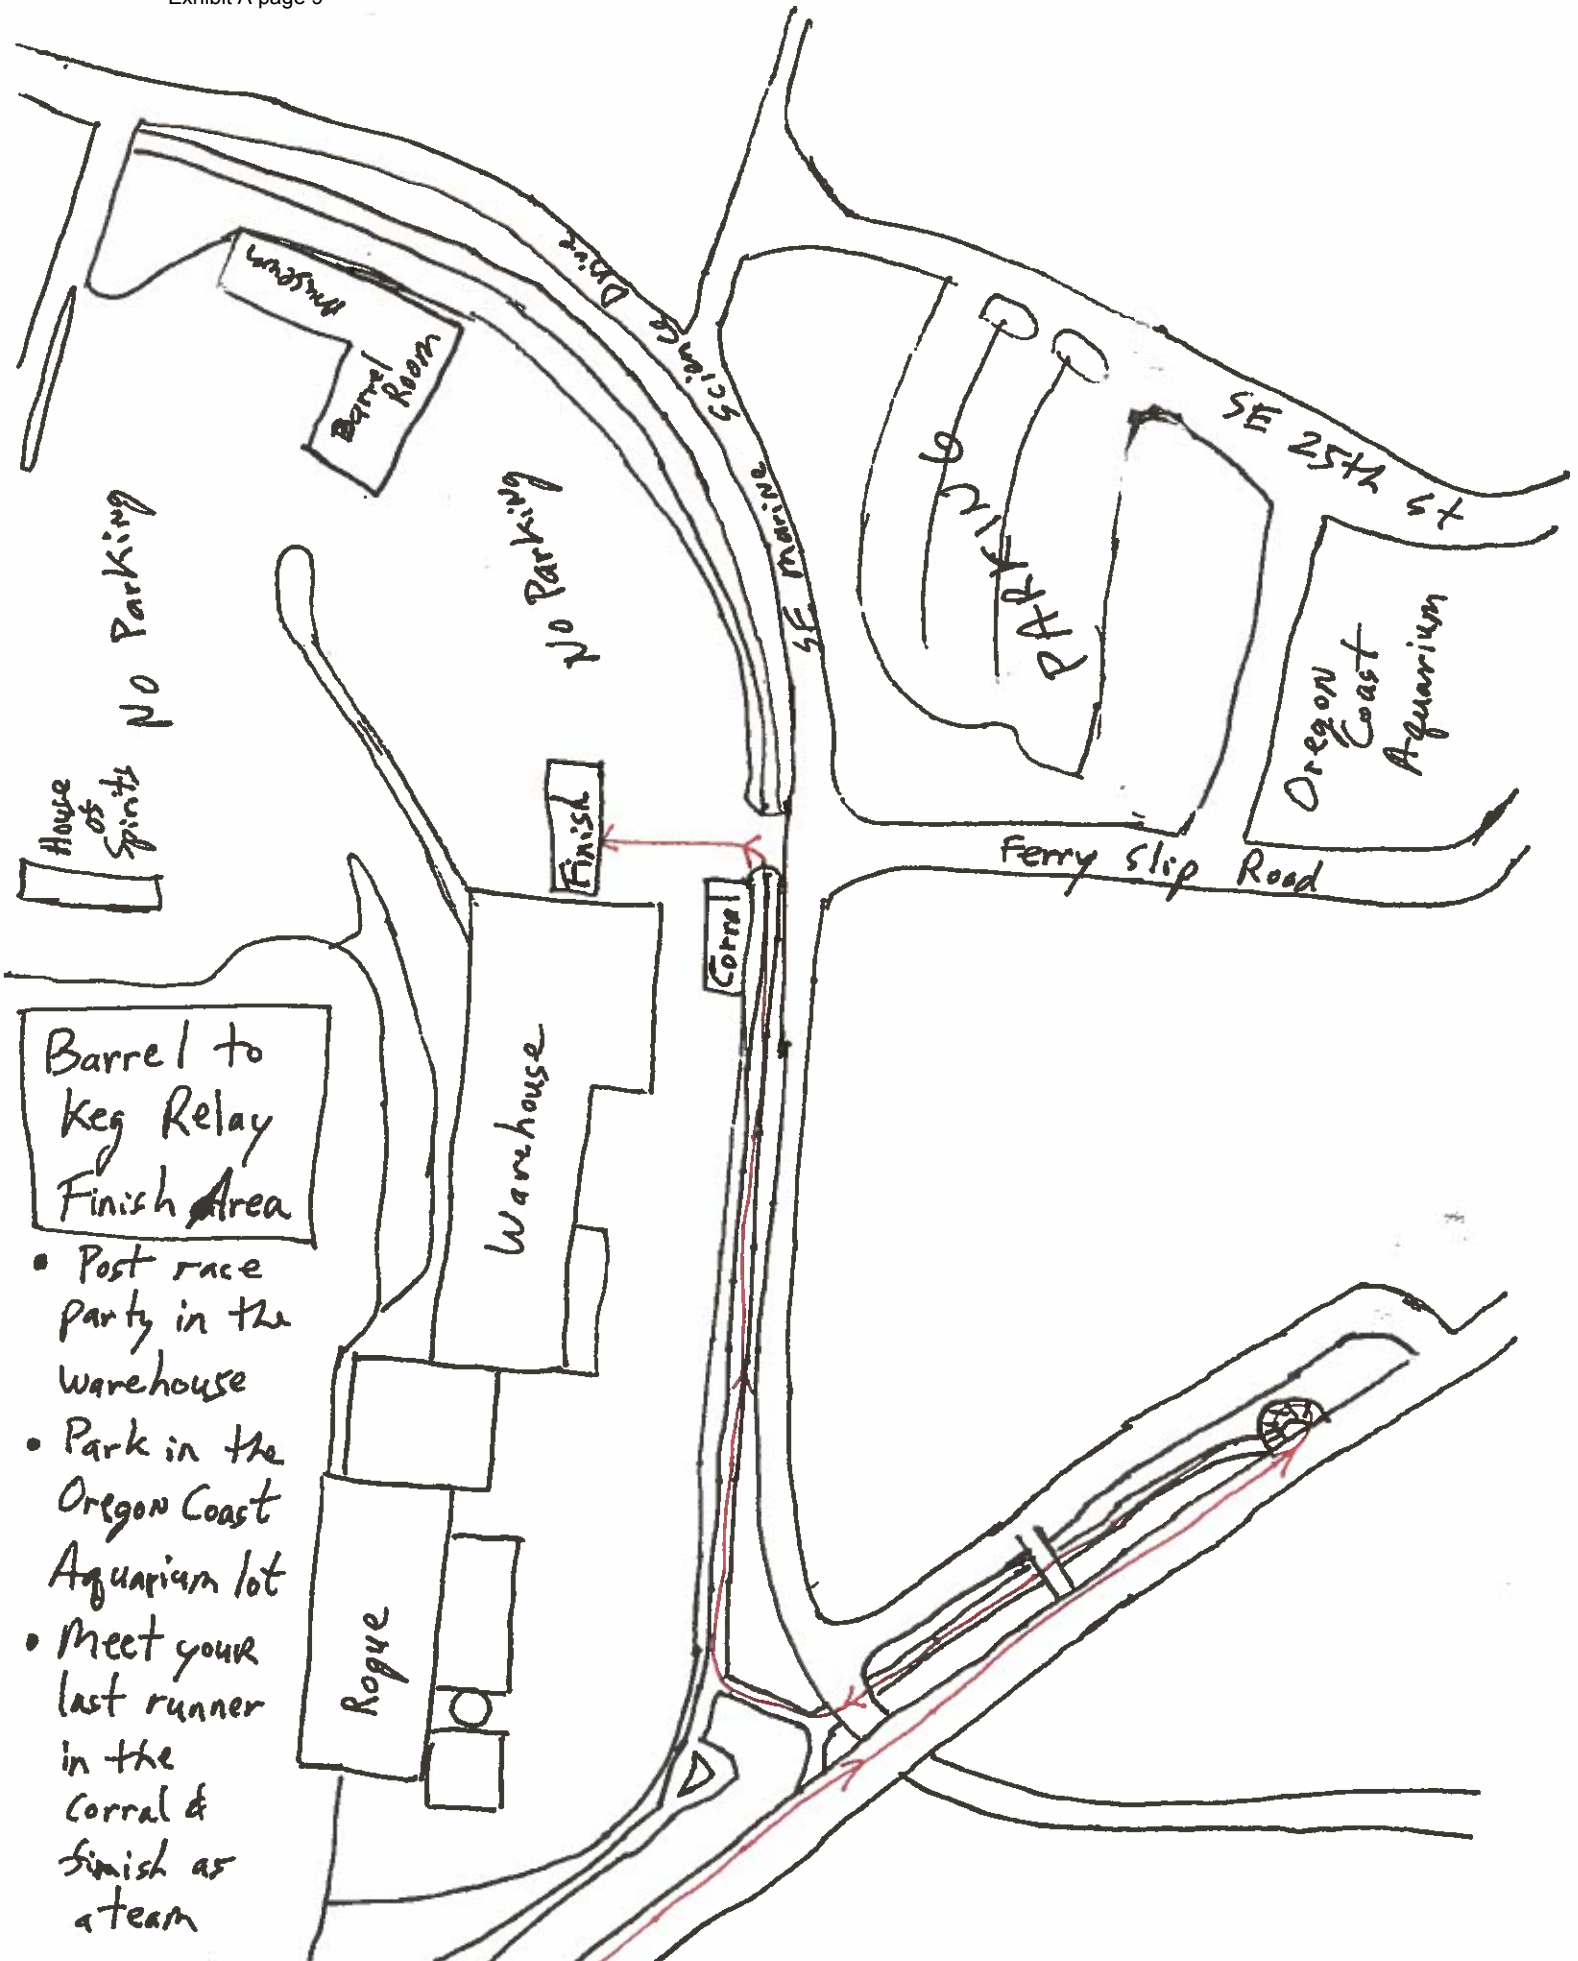 Exhibit A page 9
SE Marine Science Drive
Museum
Barrel
Room
SE 25th St
PARKING
No Parking
No Parking
Oregon
Coast
Aquarium
House
of
Spirits
Finish
Ferry Slip Road
Corral
Warehouse
Barrel to
Keg Relay
Finish Area
• Post race
party in the
warehouse
• Park in the
Oregon Coast
Aquarium lot
• Meet your
last runner
in the
corral &
finish as
a team
Rogue